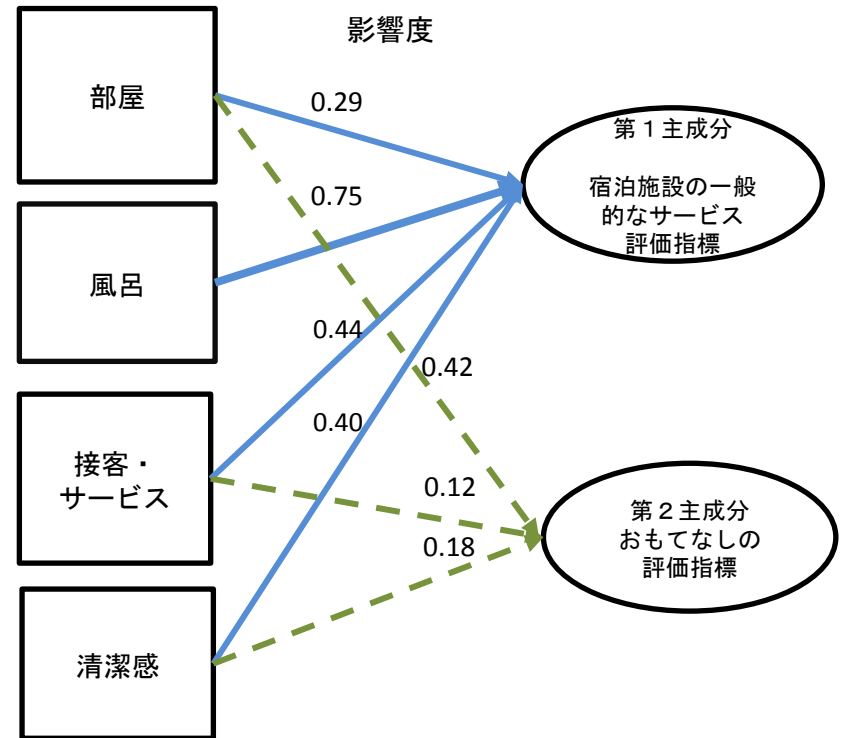 影響度
部屋
0.29
第１主成分
宿泊施設の一般
的なサービス
評価指標
0.75
風呂
0.44
0.42
0.40
接客・
サービス
0.12
第２主成分
おもてなしの
評価指標
0.18
清潔感